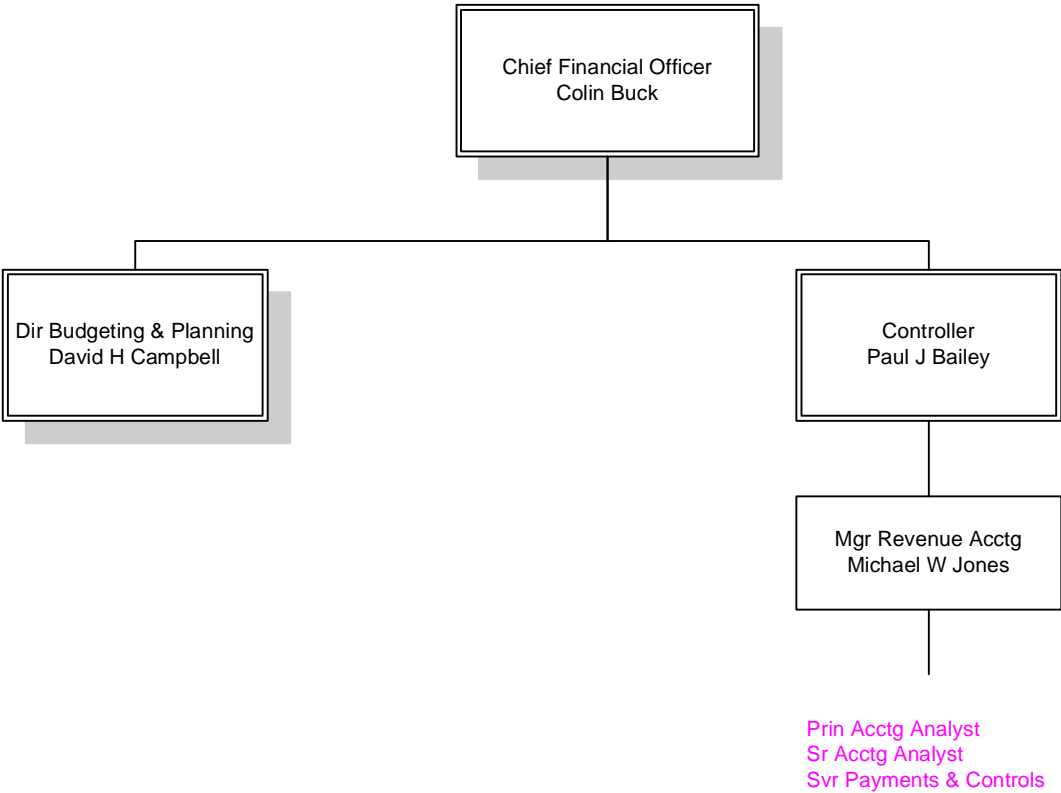 Chief Financial Officer
Colin Buck
Dir Budgeting & Planning
David H Campbell
Controller
Paul J Bailey
Mgr Revenue Acctg
Michael W Jones
Prin Acctg Analyst
Sr Acctg Analyst
Svr Payments & Controls